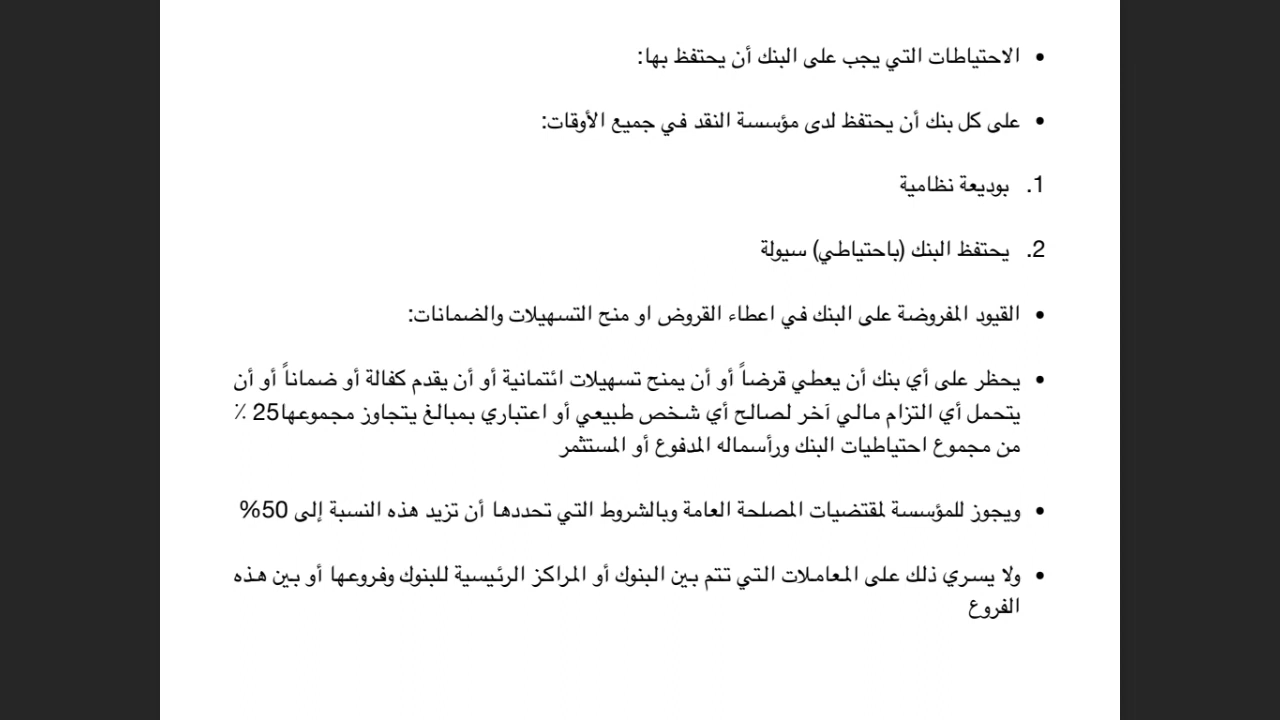 • الاحتياطات التي يجب على البنك أن يحتفظ بها:
• على كل بنك أن يحتفظ لدى مؤسسة النقد في جميع الأوقات:
1. بوديعة نظامية
2. يحتفظ البنك (باحتياطي) سيولة
• القيود المفروضة على البنك في اعطاء القروض او منح التسهيلات والضمانات:
• يحظر على أي بنك أن يعطي قرضاً أو أن يمنح تسهيلات ائتمانية أو أن يقدم كفالة أو ضماناً أو أن
يتحمل أي التزام مالي آخر لصالح أي شخص طبيعي أو اعتباري بمبالغ يتجاوز مجموعها25 ٪
من مجموع احتياطيات البنك ورأسماله المدفوع أو المستثمر
• ويجوز للمؤسسة لمقتضيات المصلحة العامة وبالشروط التي تحددها أن تزيد هذه النسبة إلى 50%
• ولا يسري ذلك على المعاملات التي تتم بين البنوك أو المراكز الرئيسية للبنوك وفروعها أو بين هذه
الفروع